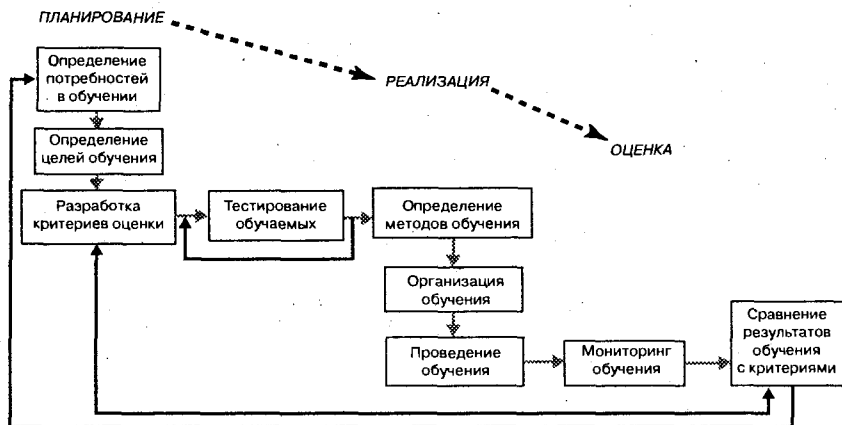 ПЛАНИРОВАНИЕ
РЕАЛИЗАЦИЯ
ОЦЕНКА
Определение
потребностей
в обучении
Определение
целей обучения
Разработка
критериев оценки
Тестирование
обучаемых
Определение
методов обучения
Организация
обучения
Проведение
обучения
Мониторинг
обучения
Сравнение
результатов
обучения
с критериями